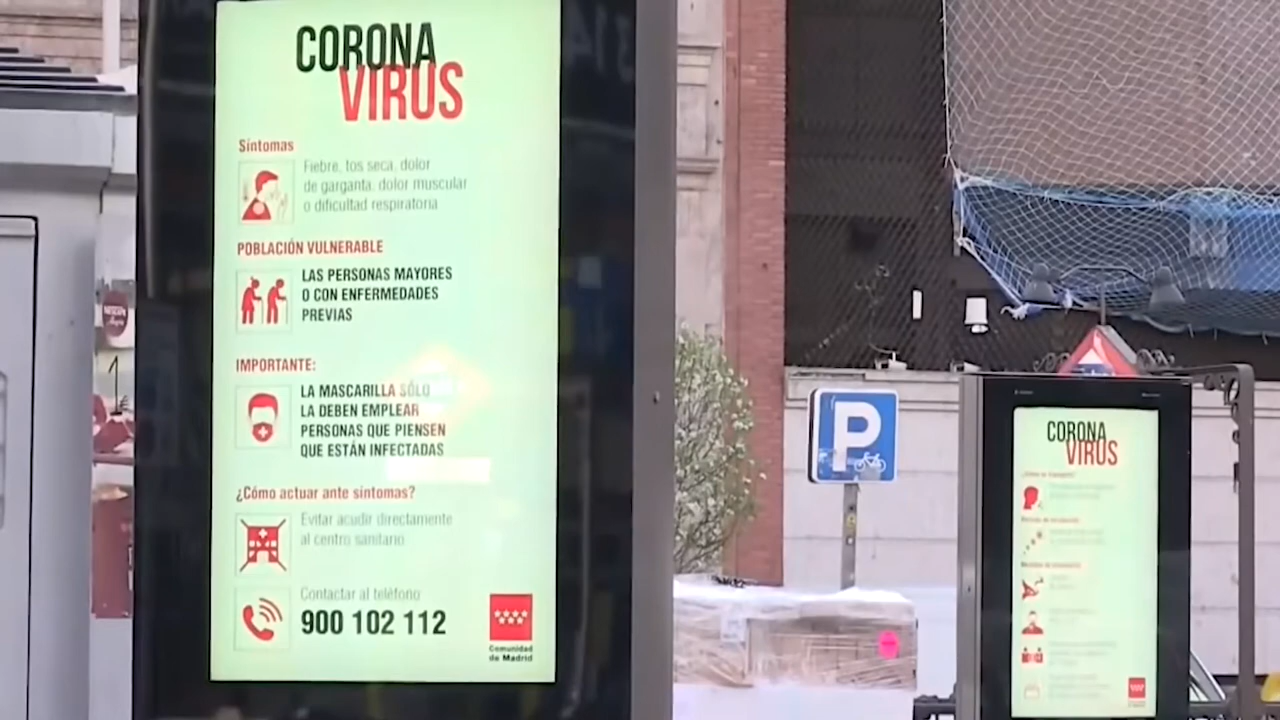 CORONA
VIRUS
Síntomas
Fiebre, tos seca, dolor
de garganta, dolor muscular
o dificultad respiratoria
POBLACIÓN VULNERABLE
LAS PERSONAS MAYORES
O CON ENFERMEDADES
PREVIAS
IMPORTANTE:
LA MASCARILLA SÓLO
LA DEBEN EMPLEAR
PERSONAS QUE PIENSEN
QUE ESTÁN INFECTADAS
¿Cómo actuar ante síntomas?
Evitar acudir directamente
al centro sanitario
Contactar al teléfono
900 102 112
Comunidad
de Madrid
P
CORONA
VIRUS